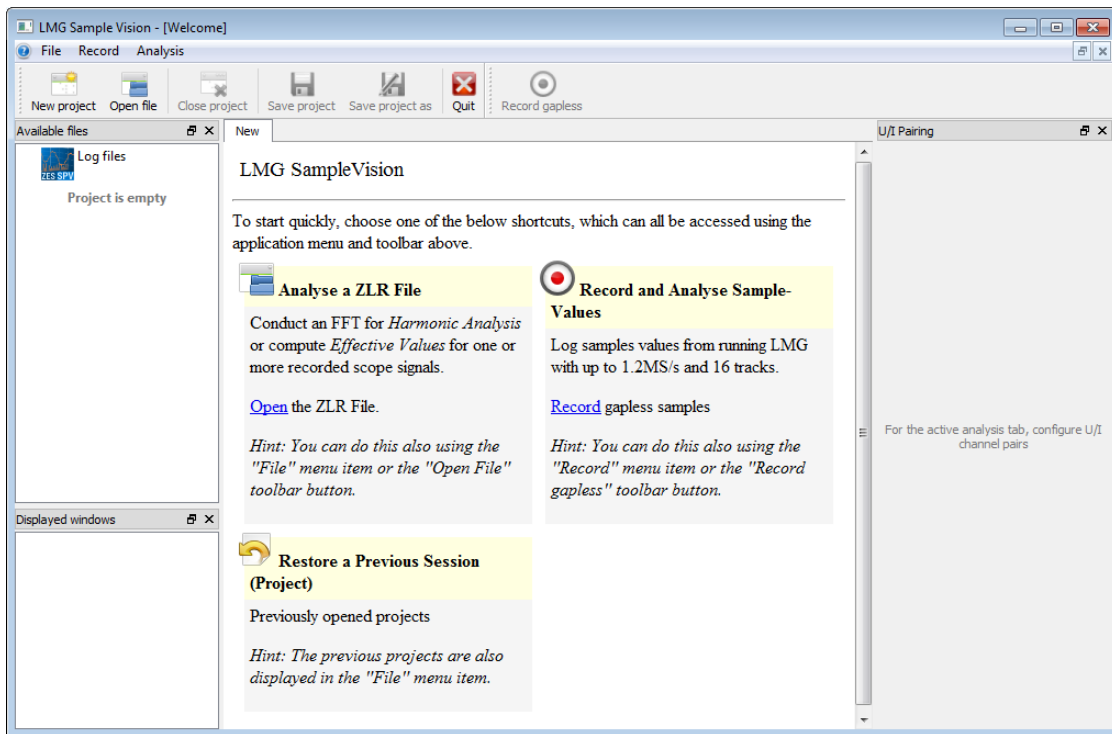 LMG Sample Vision - [Welcome]
File Record Analysis
New project Open file Close project Save project Save project as Quit Record gapless
Available files
Log files
ZES SPV
Project is empty
Displayed windows
New
LMG SampleVision
To start quickly, choose one of the below shortcuts, which can all be accessed using the
application menu and toolbar above.
Analyse a ZLR File
Conduct an FFT for Harmonic Analysis
or compute Effective Values for one or
more recorded scope signals.
Open the ZLR File.
Hint: You can do this also using the
"File" menu item or the "Open File"
toolbar button.
Record and Analyse Sample-
Values
Log samples values from running LMG
with up to 1.2MS/s and 16 tracks.
Record gapless samples
Hint: You can do this also using the
"Record" menu item or the "Record
gapless" toolbar button.
Restore a Previous Session
(Project)
Previously opened projects
Hint: The previous projects are also
displayed in the "File" menu item.
U/I Pairing
For the active analysis tab, configure U/I
channel pairs